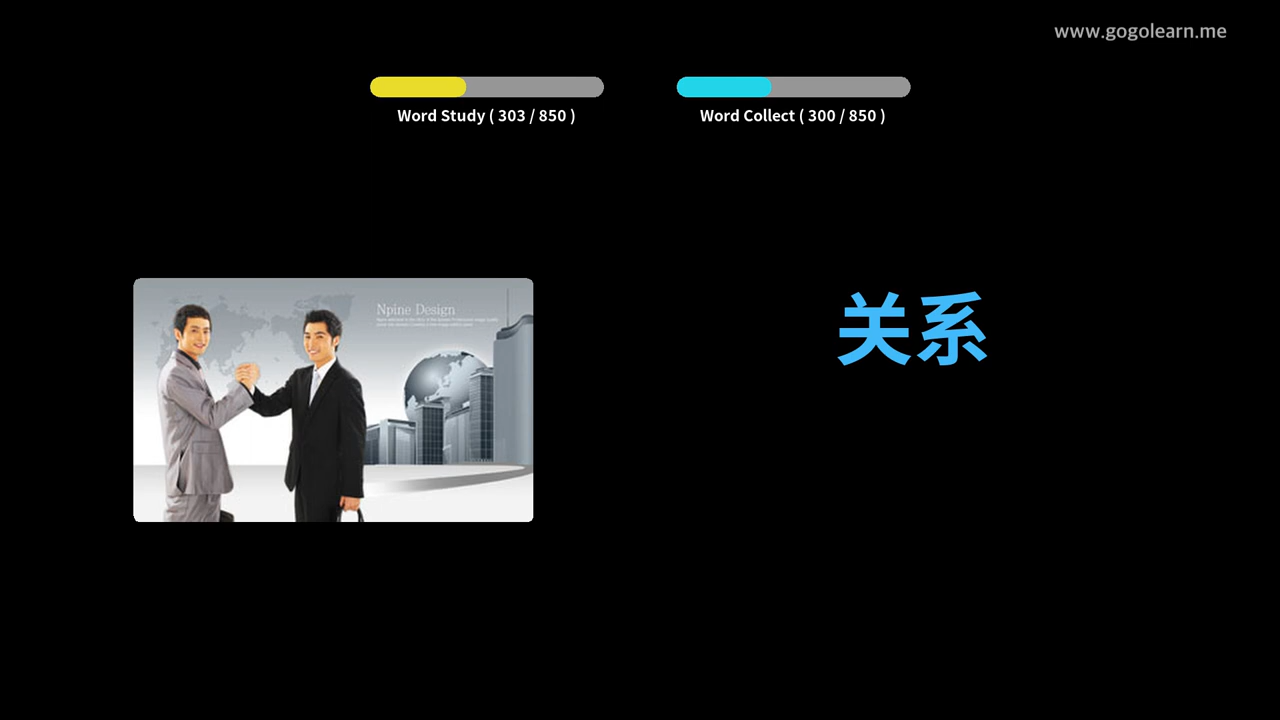 www.gogolearn.me
Word Study ( 303 / 850 )
Word Collect ( 300 / 850 )
Npine Design
关系